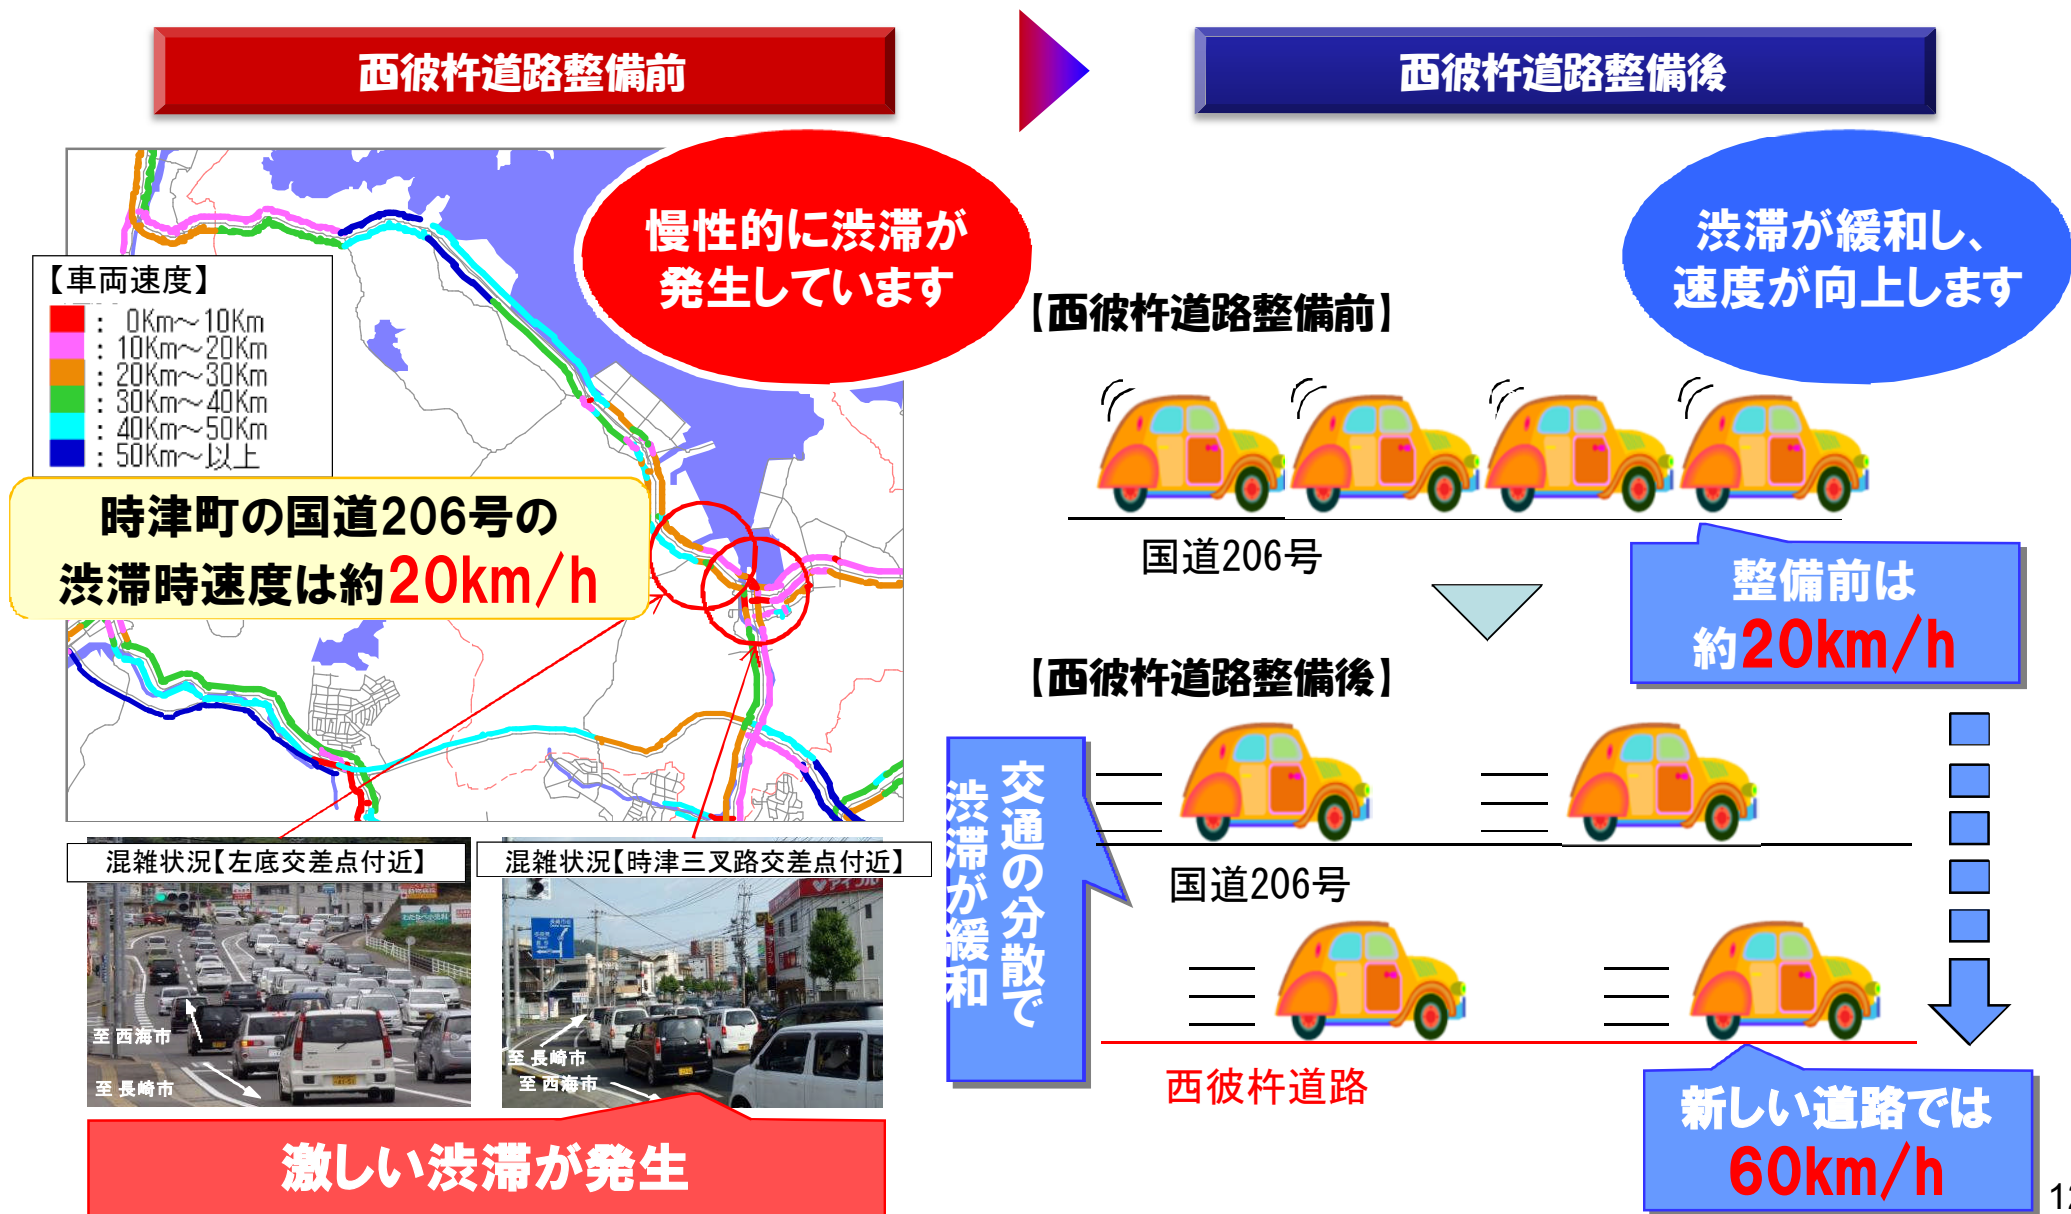 西彼杵道路整備前
西彼杵道路整備後
慢性的に渋滞が
発生しています
【車両速度】
： 0Km～10Km
：10Km～20Km
：20Km～30Km
：30Km～40Km
：40Km～50Km
：50Km～以上
時津町の国道206号の
渋滞時速度は約20km/h
混雑状況【左底交差点付近】
混雑状況【時津三叉路交差点付近】
至 西海市
至 長崎市
至 長崎市
至 西海市
激しい渋滞が発生
渋滞が緩和し、
速度が向上します
【西彼杵道路整備前】
国道206号
整備前は
約20km/h
【西彼杵道路整備後】
交通の分散で
渋滞が緩和
国道206号
西彼杵道路
新しい道路では
60km/h